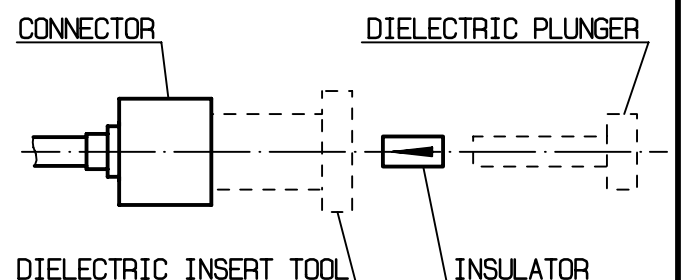 CONNECTOR
DIELECTRIC PLUNGER
DIELECTRIC INSERT TOOL
INSULATOR